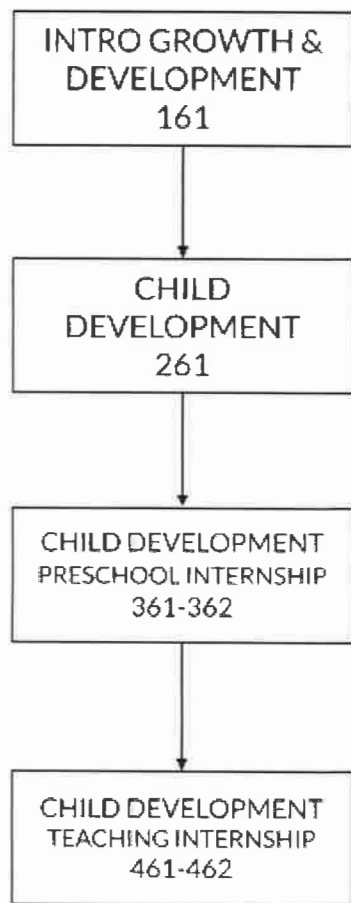 INTRO GROWTH &
DEVELOPMENT
161
CHILD
DEVELOPMENT
261
CHILD DEVELOPMENT
PRESCHOOL INTERNSHIP
361-362
CHILD DEVELOPMENT
TEACHING INTERNSHIP
461-462